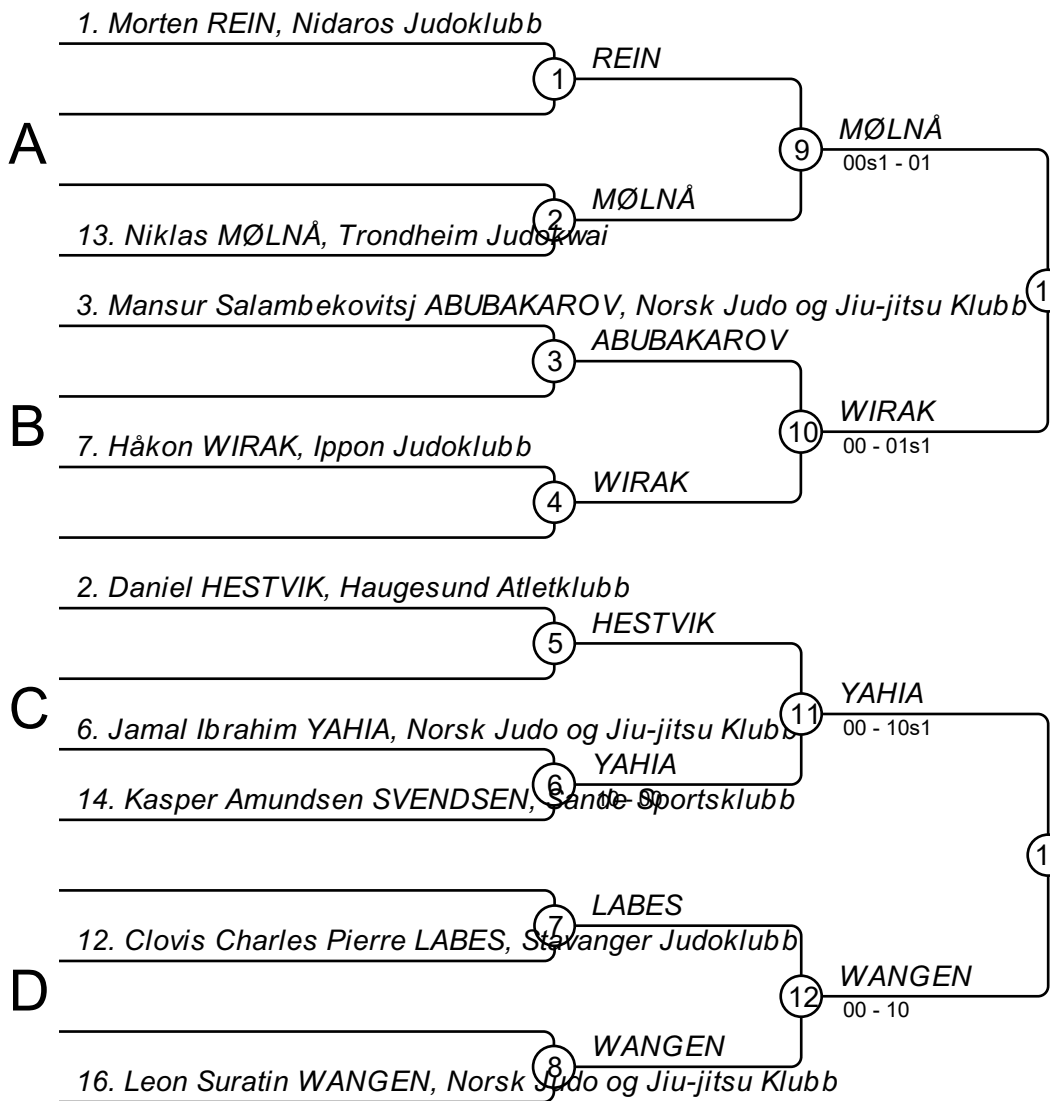 1. Morten REIN, Nidaros Judoklubb
1
REIN
A
9
MØLNÅ
00s1 - 01
2
MØLNÅ
13. Niklas MØLNÅ, Trondheim Judokwai
1
3. Mansur Salambekovitsj ABUBAKAROV, Norsk Judo og Jiu-jitsu Klubb
3
ABUBAKAROV
B
10
WIRAK
00 - 01s1
7. Håkon WIRAK, Ippon Judoklubb
4
WIRAK
2. Daniel HESTVIK, Haugesund Atletklubb
5
HESTVIK
C
11
YAHIA
00 - 10s1
6. Jamal Ibrahim YAHIA, Norsk Judo og Jiu-jitsu Klubb
6
YAHIA
10 - 00
14. Kasper Amundsen SVENDSEN, Sande Sportsklubb
1
7
LABES
12. Clovis Charles Pierre LABES, Stavanger Judoklubb
D
12
WANGEN
00 - 10
8
WANGEN
16. Leon Suratin WANGEN, Norsk Judo og Jiu-jitsu Klubb